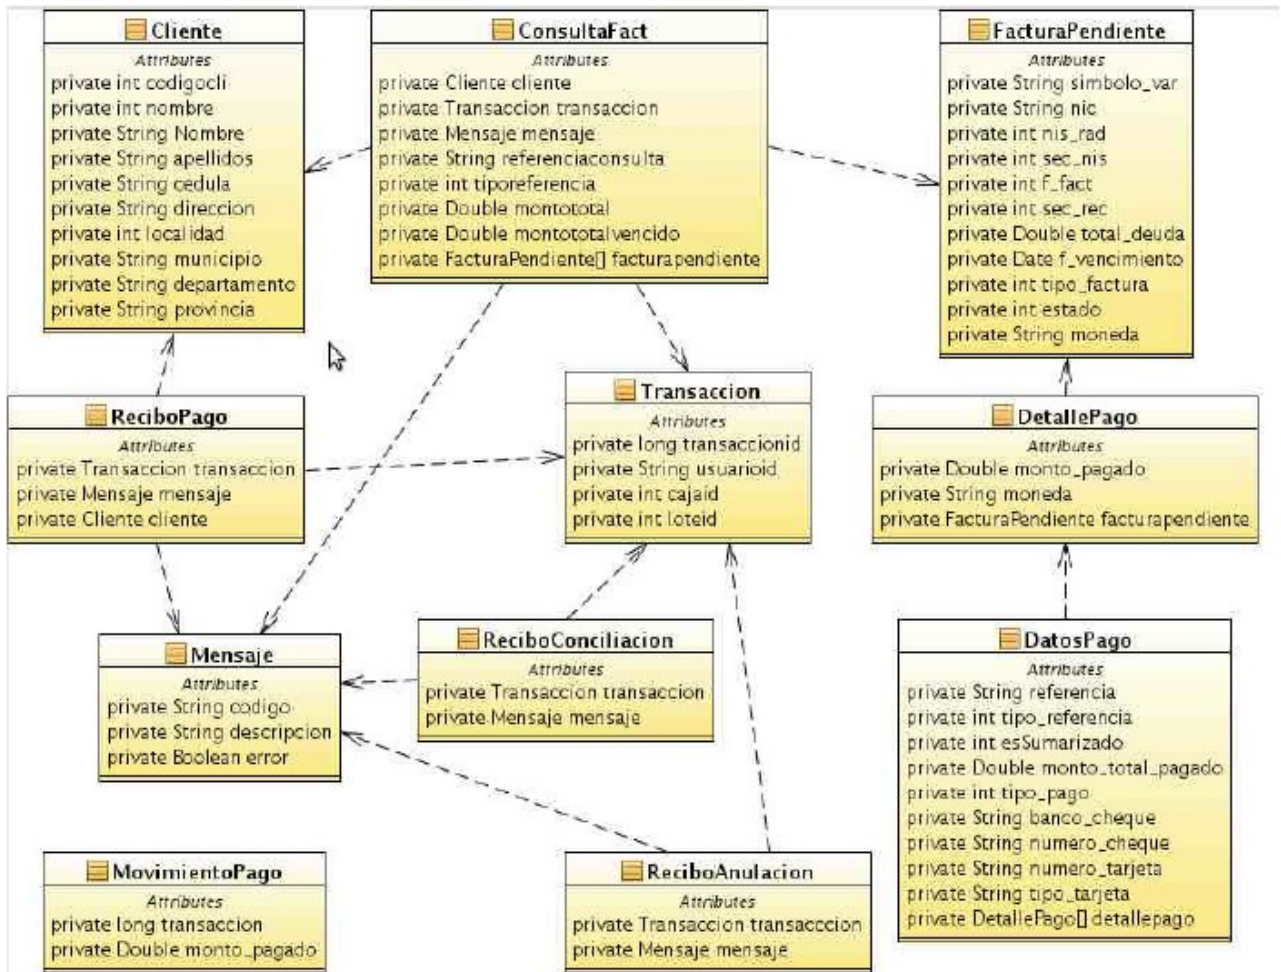 Cliente
Attributes
private int codigocli
private int nombre
private String Nombre
private String apellidos
private String cedula
private String direccion
private int localidad
private String municipio
private String departamento
private String provincia
ConsultaFact
Attributes
private Cliente cliente
private Transaccion transaccion
private Mensaje mensaje
private String referenciaconsulta
private int tiporeferencia
private Double montototal
private Double montototalvencido
private FacturaPendiente[] facturapendiente
FacturaPendiente
Attributes
private String simbolo_var
private String nic
private int nis_rad
private int sec_nis
private int f_fact
private int sec_rec
private Double total_deuda
private Date f_vencimiento
private int tipo_factura
private int estado
private String moneda
ReciboPago
Attributes
private Transaccion transaccion
private Mensaje mensaje
private Cliente cliente
Transaccion
Attributes
private long transaccionid
private String usuarioid
private int cajaid
private int loteid
DetallePago
Attributes
private Double monto_pagado
private String moneda
private FacturaPendiente facturapendiente
Mensaje
Attributes
private String codigo
private String descripcion
private Boolean error
ReciboConciliacion
Attributes
private Transaccion transaccion
private Mensaje mensaje
DatosPago
Attributes
private String referencia
private int tipo_referencia
private int esSumarizado
private Double monto_total_pagado
private int tipo_pago
private String banco_cheque
private String numero_cheque
private String numero_tarjeta
private String tipo_tarjeta
private DetallePago[] detallepago
MovimientoPago
Attributes
private long transaccion
private Double monto_pagado
ReciboAnulacion
Attributes
private Transaccion transacccion
private Mensaje mensaje